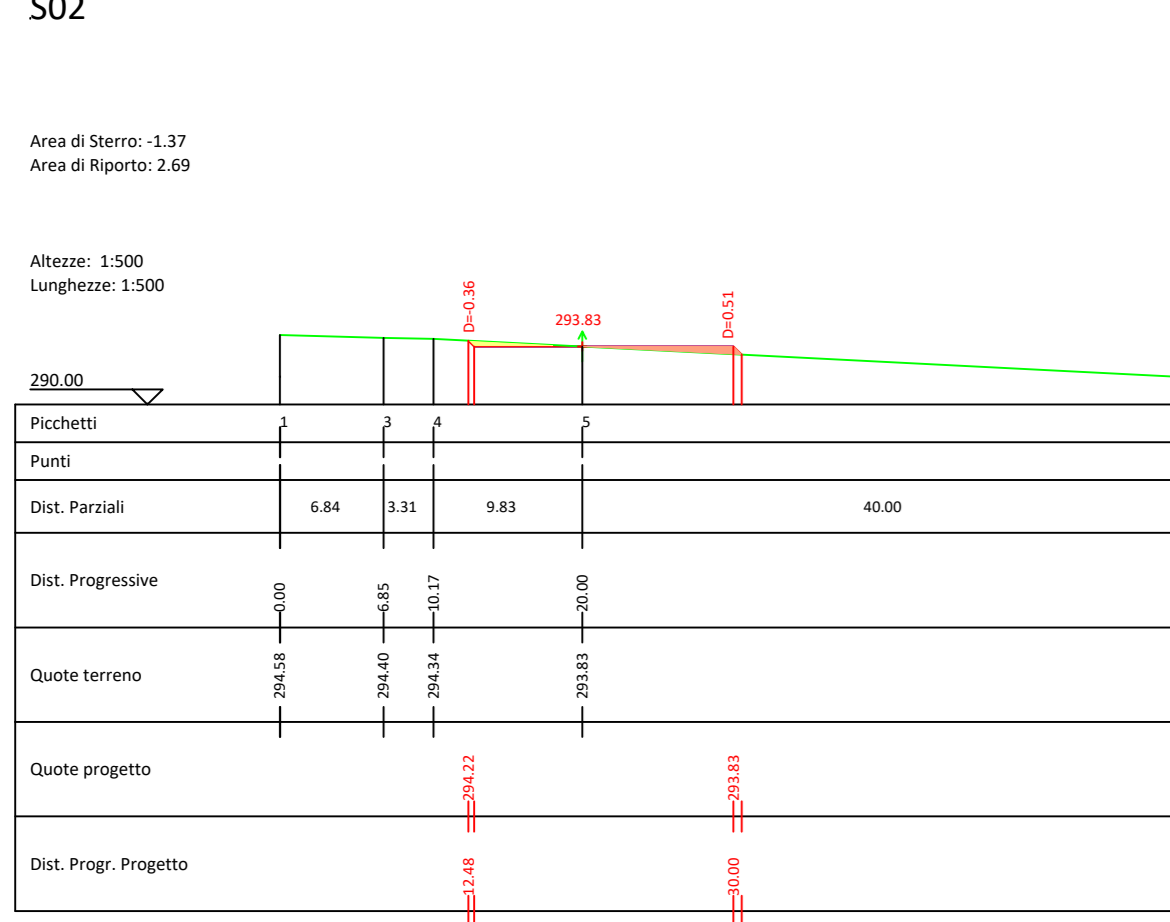 S02
Area di Sterro: -1.37
Area di Riporto: 2.69
Altezze: 1:500
Lunghezze: 1:500
D=-0.36
293.83
D=0.51
290.00
Picchetti 1 3 4 5
Punti
Dist. Parziali 6.84 3.31 9.83 40.00
Dist. Progressive 0.00 6.85 10.17 20.00
Quote terreno 294.58 294.40 294.34 293.83
Quote progetto 294.22 293.83
Dist. Progr. Progetto 12.48 30.00